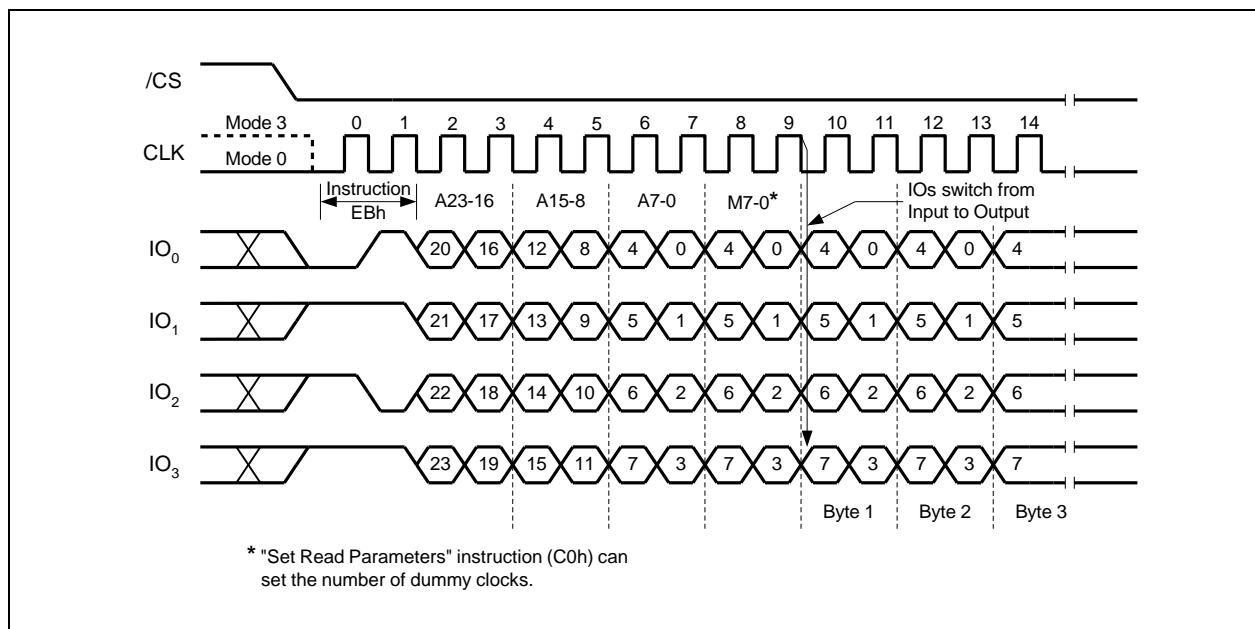 /CS
Mode 3 0 1 2 3 4 5 6 7 8 9 10 11 12 13 14
CLK
Mode 0
Instruction
EBh
A23-16 A15-8 A7-0 M7-0*
IOs switch from
Input to Output
IO0 20 16 12 8 4 0 4 0 4 0 4 0 4
IO1 21 17 13 9 5 1 5 1 5 1 5 1 5
IO2 22 18 14 10 6 2 6 2 6 2 6 2 6
IO3 23 19 15 11 7 3 7 3 7 3 7 3 7
Byte 1 Byte 2 Byte 3
* "Set Read Parameters" instruction (C0h) can
set the number of dummy clocks.